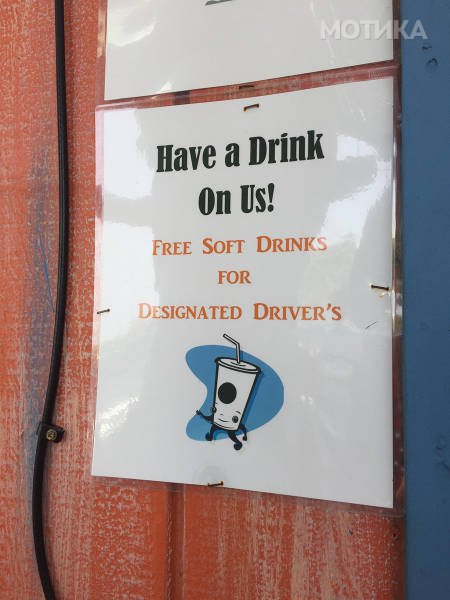 МОТИКА
Have a Drink
On Us!
FREE SOFT DRINKS
FOR
DESIGNATED DRIVER'S